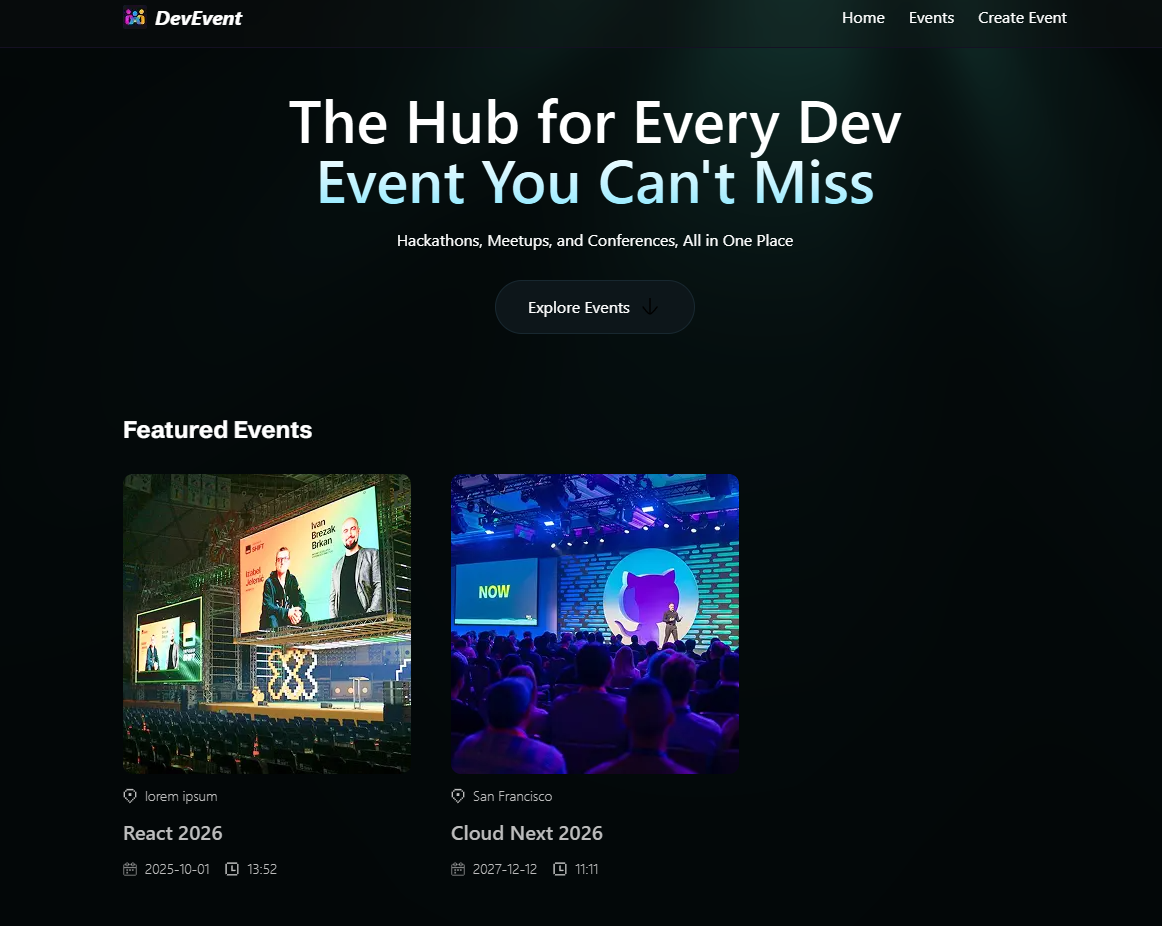 DevEvent
Home Events Create Event
The Hub for Every Dev
Event You Can't Miss
Hackathons, Meetups, and Conferences, All in One Place
Explore Events
Featured Events
Ivan
Brezak
Brkan
SHIFT
Izabel
Jelenić
NOW
lorem ipsum
San Francisco
React 2026
Cloud Next 2026
2025-10-01 13:52
2027-12-12 11:11